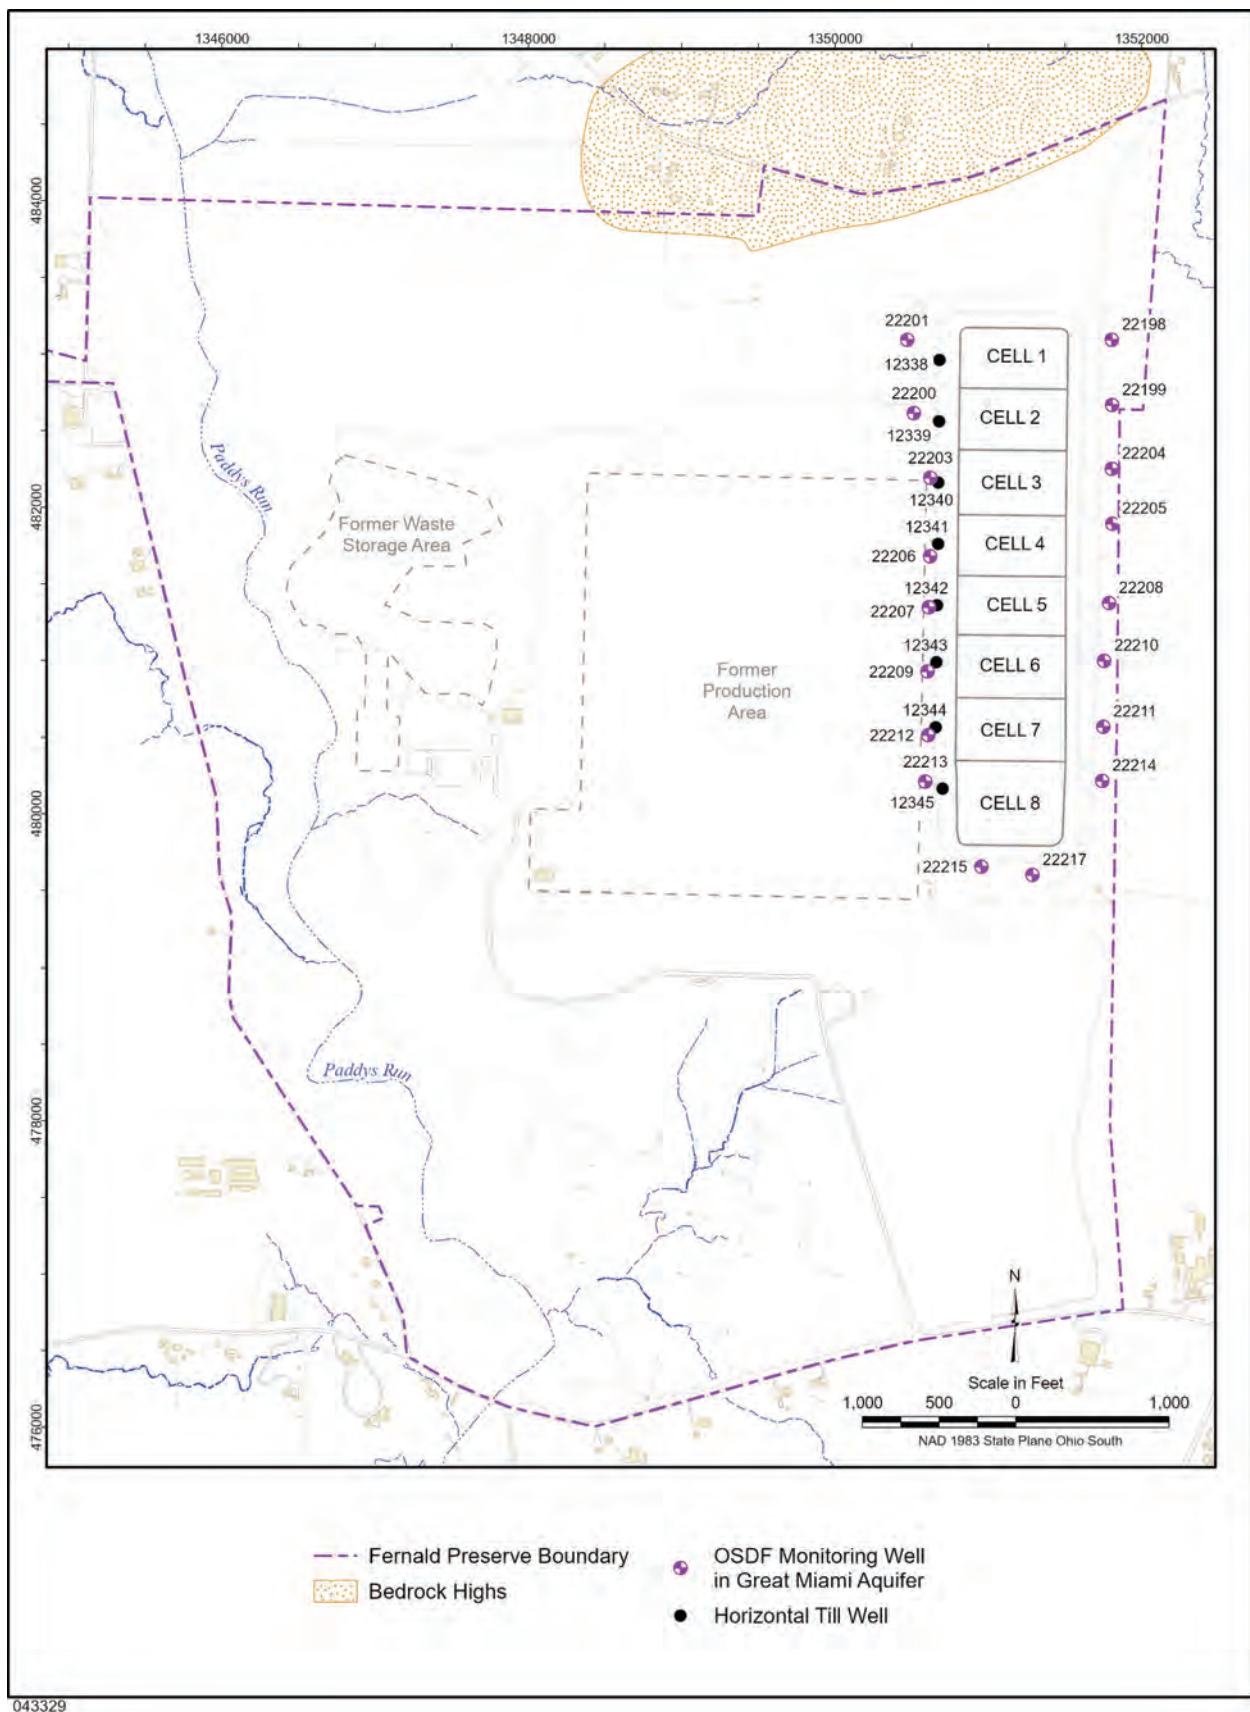 1346000
1348000
1350000
1352000
484000
482000
480000
478000
476000
22201
22198
12338
CELL 1
22200
22199
12339
CELL 2
22203
22204
12340
CELL 3
22205
12341
22206
CELL 4
12342
22208
22207
CELL 5
12343
22210
22209
CELL 6
12344
22211
22212
CELL 7
22213
22214
12345
CELL 8
22215
22217
Paddys Run
Former Waste
Storage Area
Former
Production
Area
Paddys Run
N
Scale in Feet
1,000
500
0
1,000
NAD 1983 State Plane Ohio South
Fernald Preserve Boundary
Bedrock Highs
OSDF Monitoring Well
in Great Miami Aquifer
Horizontal Till Well
043329